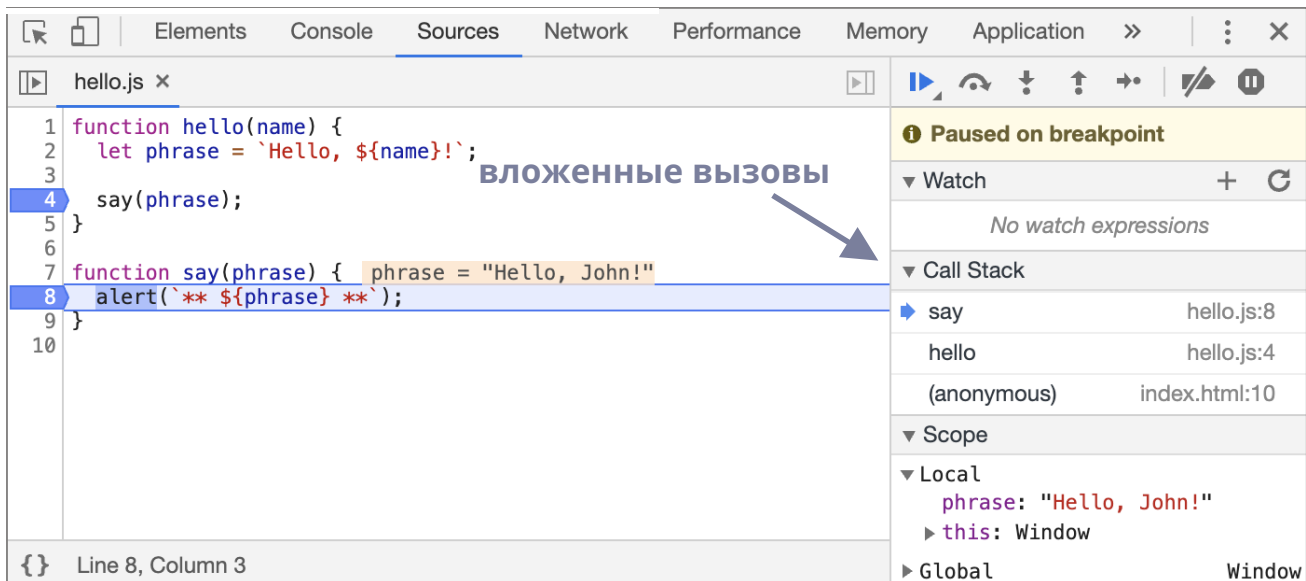 Elements Console Sources Network Performance Memory Application »
hello.js ×
1 function hello(name) {
2 let phrase = `Hello, ${name}!`;
3
4 say(phrase);
5 }
6
7 function say(phrase) { phrase = "Hello, John!"
8 alert(`** ${phrase} **`);
9 }
10
вложенные вызовы
{} Line 8, Column 3
Paused on breakpoint
Watch
No watch expressions
Call Stack
say hello.js:8
hello hello.js:4
(anonymous) index.html:10
Scope
Local
phrase: "Hello, John!"
this: Window
Global Window